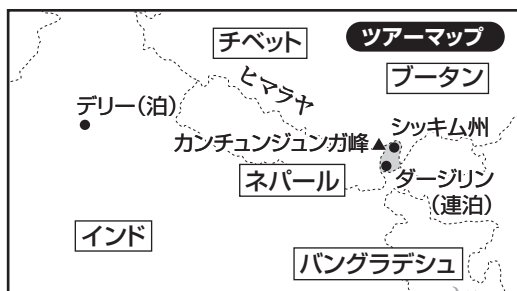 チベット
ツアーマップ
ヒマラヤ
ブータン
デリー(泊)
シッキム州
カンチュンジュンガ峰▲
ネパール
ダージリン
(連泊)
インド
バングラデシュ